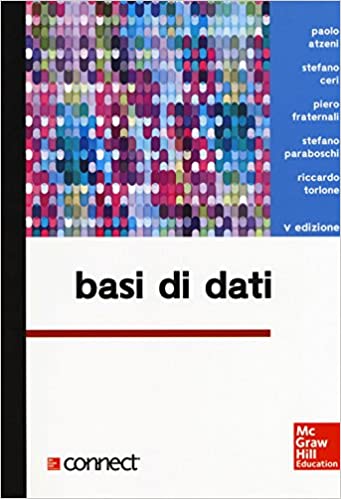 paolo
atzeni
stefano
ceri
piero
fraternali
stefano
paraboschi
riccardo
torlone
v edizione
basi di dati
connect
Mc
Graw
Hill
Education